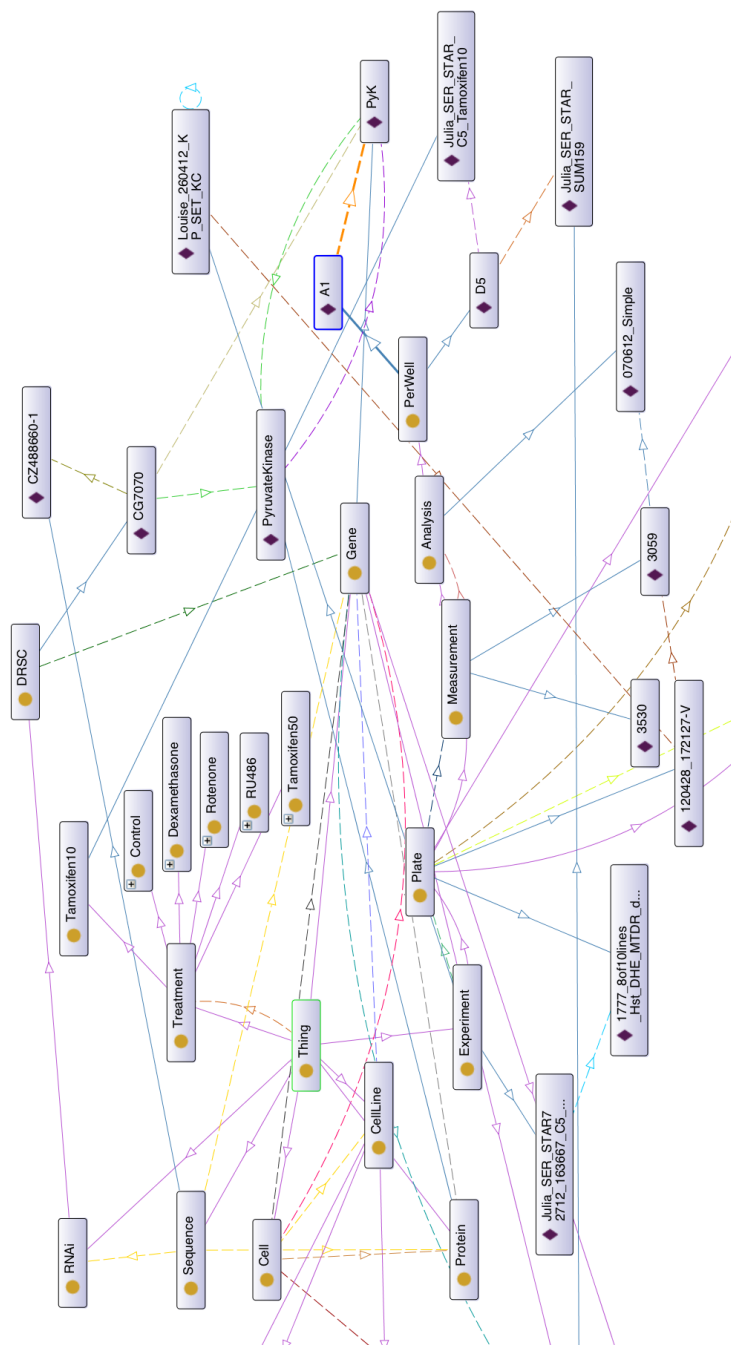 Louise_260412_K
P_SET_KC
PyK
Julia_SER_STAR_
C5_Tamoxifen10
Julia_SER_STAR_
SUM159
A1
D5
070612_Simple
PerWell
CZ488660-1
CG7070
PyruvateKinase
Gene
Analysis
3059
DRSC
Measurement
3530
120428_172127-V
Tamoxifen10
Control
Dexamethasone
Rotenone
RU486
Tamoxifen50
Plate
1777_8of10lines
_Hst_DHE_MTDR_d...
Treatment
Thing
Experiment
CellLine
Julia_SER_STAR7
2712_163667_C5_...
RNAi
Sequence
Cell
Protein